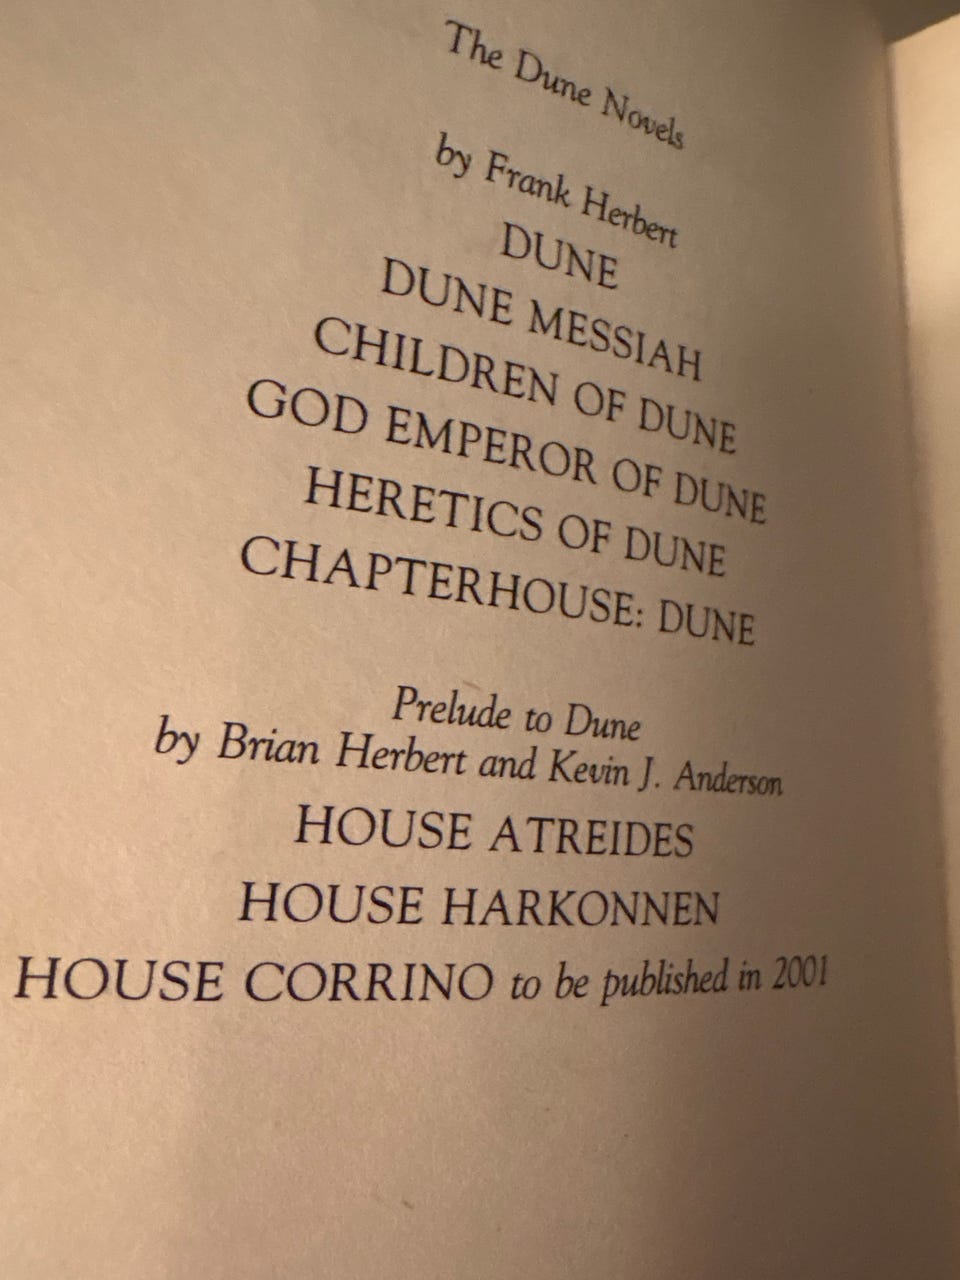 The Dune Novels
by Frank Herbert
DUNE
DUNE MESSIAH
CHILDREN OF DUNE
GOD EMPEROR OF DUNE
HERETICS OF DUNE
CHAPTERHOUSE: DUNE
Prelude to Dune
by Brian Herbert and Kevin J. Anderson
HOUSE ATREIDES
HOUSE HARKONNEN
HOUSE CORRINO to be published in 2001